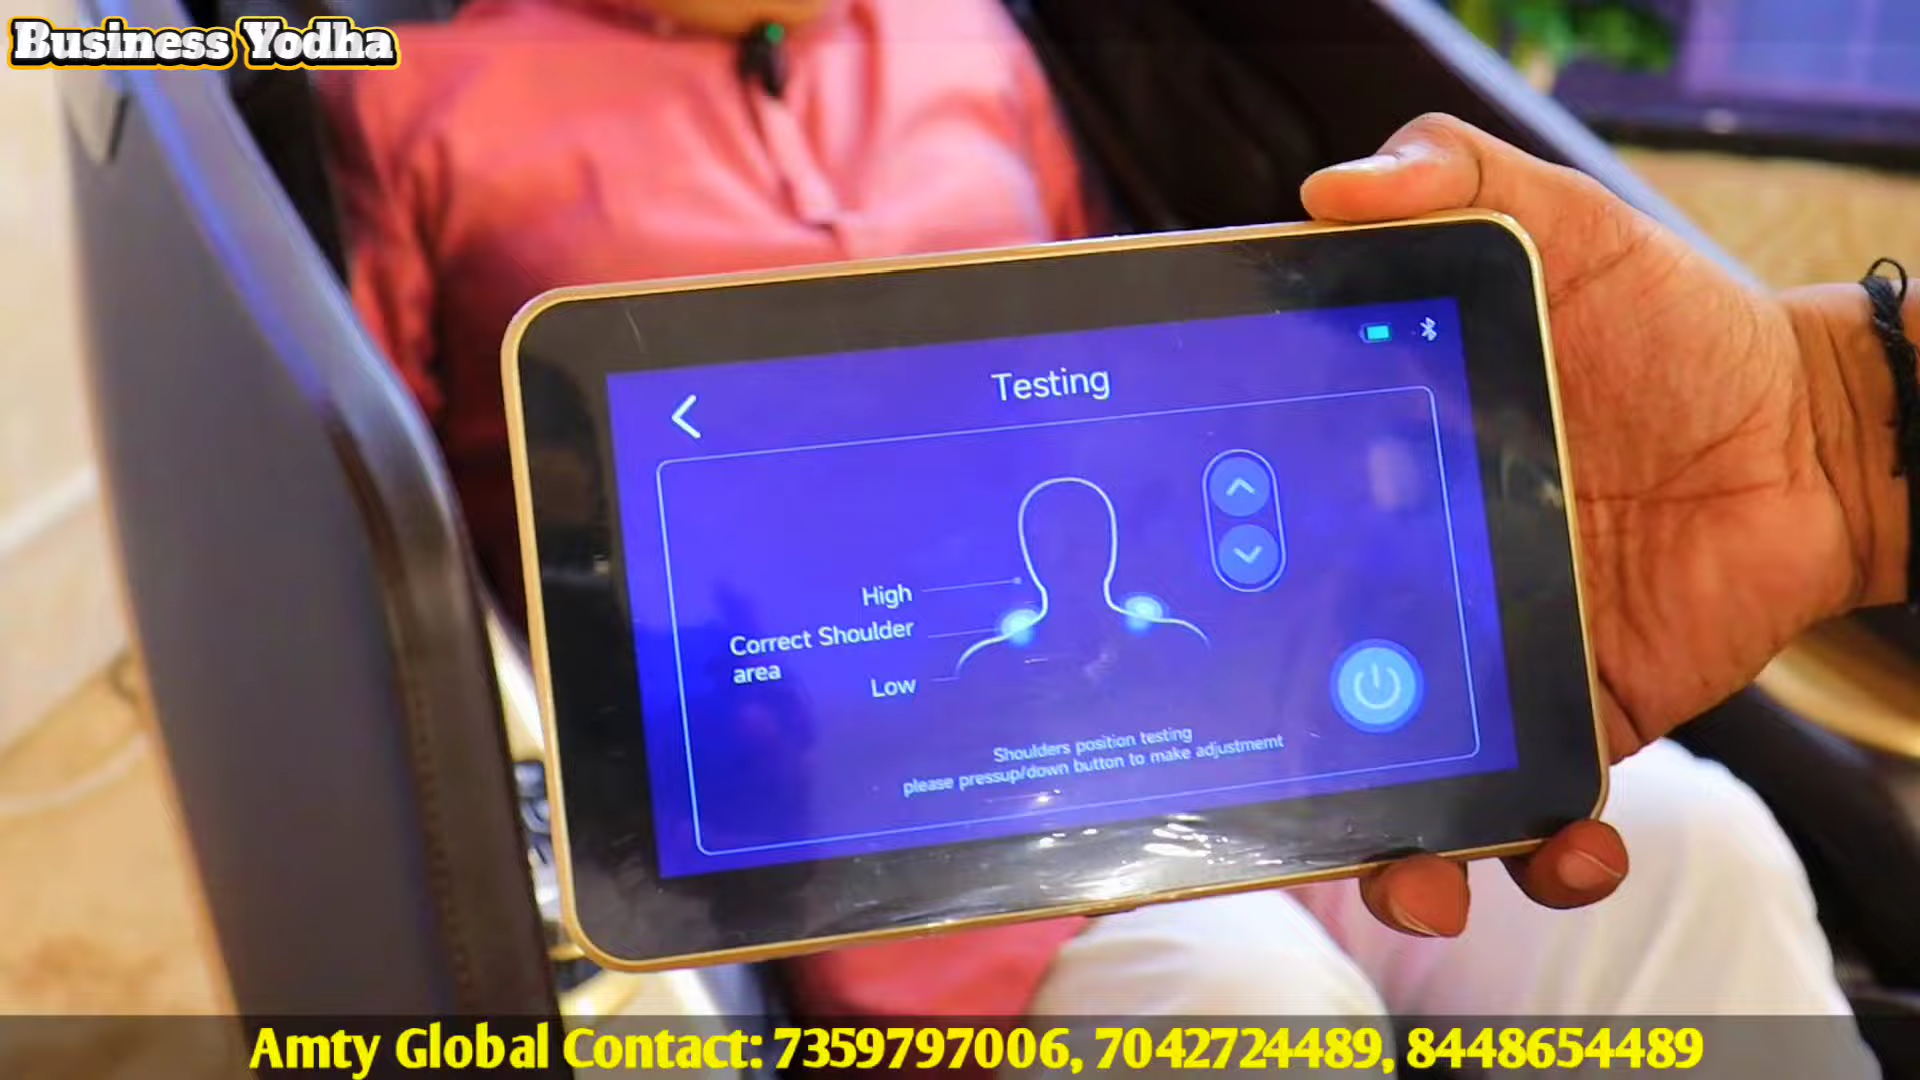 Business Yodha
Testing
High
Correct Shoulder
area
Low
Shoulders position testing
please pressup/down button to make adjustmemt
Amty Global Contact: 7359797006, 7042724489, 8448654489